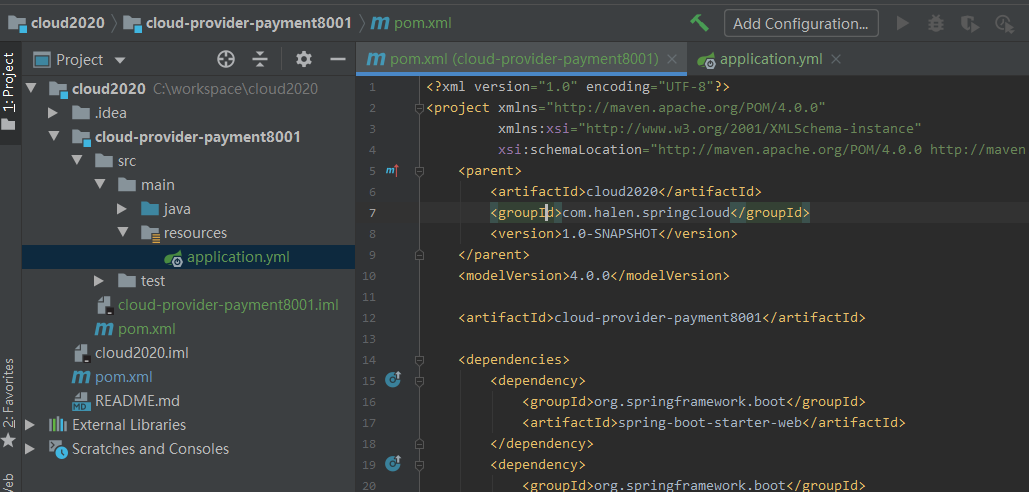 cloud2020 cloud-provider-payment8001 pom.xml Add Configuration...
1: Project
Project
pom.xml (cloud-provider-payment8001) application.yml
cloud2020 C:\workspace\cloud2020
.idea
cloud-provider-payment8001
src
main
java
resources
application.yml
test
cloud-provider-payment8001.iml
pom.xml
cloud2020.iml
pom.xml
README.md
External Libraries
Scratches and Consoles
2: Favorites
1 <?xml version="1.0" encoding="UTF-8"?>
2 <project xmlns="http://maven.apache.org/POM/4.0.0"
3 xmlns:xsi="http://www.w3.org/2001/XMLSchema-instance"
4 xsi:schemaLocation="http://maven.apache.org/POM/4.0.0 http://maven
5 <parent>
6 <artifactId>cloud2020</artifactId>
7 <groupId>com.halen.springcloud</groupId>
8 <version>1.0-SNAPSHOT</version>
9 </parent>
10 <modelVersion>4.0.0</modelVersion>
11
12 <artifactId>cloud-provider-payment8001</artifactId>
13
14 <dependencies>
15 <dependency>
16 <groupId>org.springframework.boot</groupId>
17 <artifactId>spring-boot-starter-web</artifactId>
18 </dependency>
19 <dependency>
20 <groupId>org.springframework.boot</groupId>